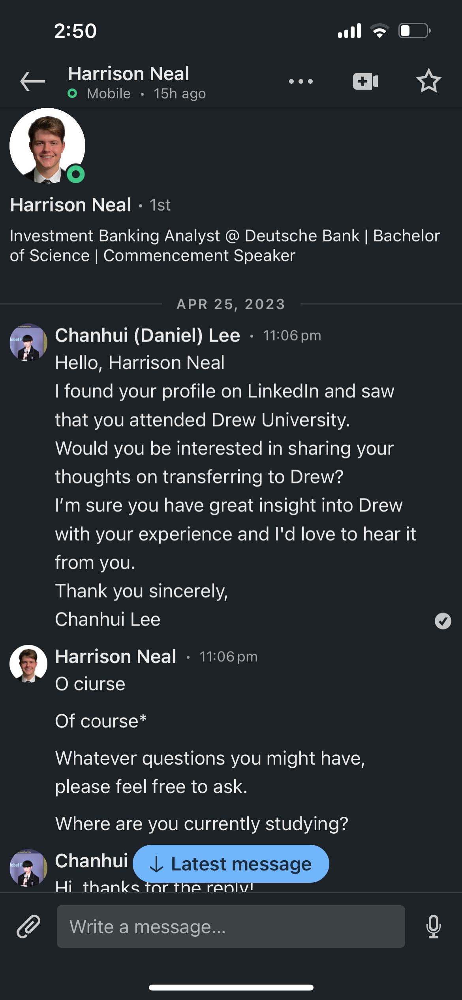 2:50
Harrison Neal
Mobile • 15h ago
Harrison Neal • 1st
Investment Banking Analyst @ Deutsche Bank | Bachelor
of Science | Commencement Speaker
APR 25, 2023
Chanhui (Daniel) Lee • 11:06 pm
Hello, Harrison Neal
I found your profile on LinkedIn and saw
that you attended Drew University.
Would you be interested in sharing your
thoughts on transferring to Drew?
I’m sure you have great insight into Drew
with your experience and I'd love to hear it
from you.
Thank you sincerely,
Chanhui Lee
Harrison Neal • 11:06 pm
O ciurse
Of course*
Whatever questions you might have,
please feel free to ask.
Where are you currently studying?
Chanhui
↓ Latest message
Hi, thanks for the reply!
Write a message...